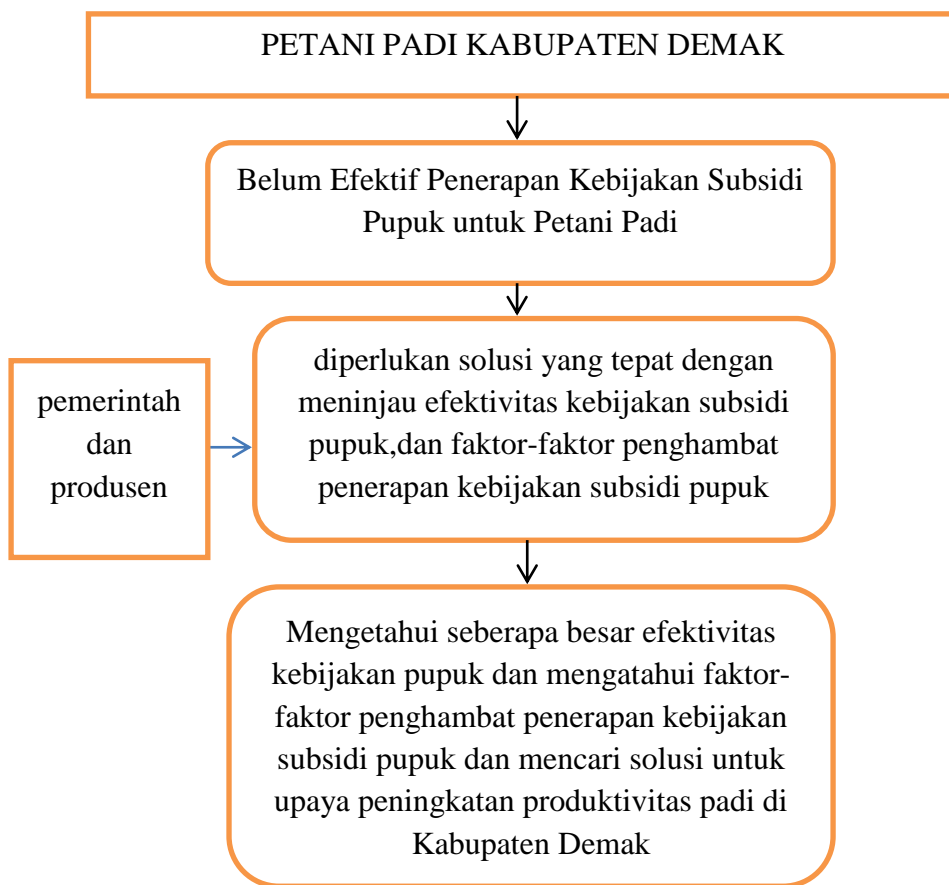 PETANI PADI KABUPATEN DEMAK
Belum Efektif Penerapan Kebijakan Subsidi
Pupuk untuk Petani Padi
pemerintah
dan
produsen
diperlukan solusi yang tepat dengan
meninjau efektivitas kebijakan subsidi
pupuk,dan faktor-faktor penghambat
penerapan kebijakan subsidi pupuk
Mengetahui seberapa besar efektivitas
kebijakan pupuk dan mengatahui faktor-
faktor penghambat penerapan kebijakan
subsidi pupuk dan mencari solusi untuk
upaya peningkatan produktivitas padi di
Kabupaten Demak